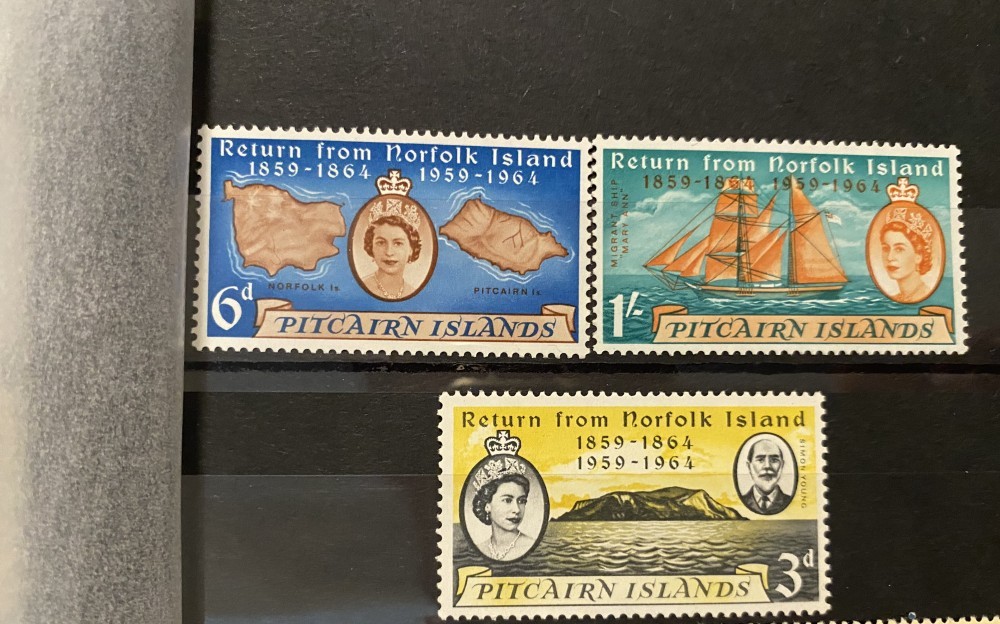 Return from Norfolk Island
1859-1864 1959-1964
NORFOLK Is.
PITCAIRN Is.
6d
PITCAIRN ISLANDS
Return from Norfolk Island
1859-1864 1959-1964
MIGRANT SHIP
"MARY ANN"
1/-
PITCAIRN ISLANDS
Return from Norfolk Island
1859-1864
1959-1964
SIMON YOUNG
PITCAIRN ISLANDS
3d